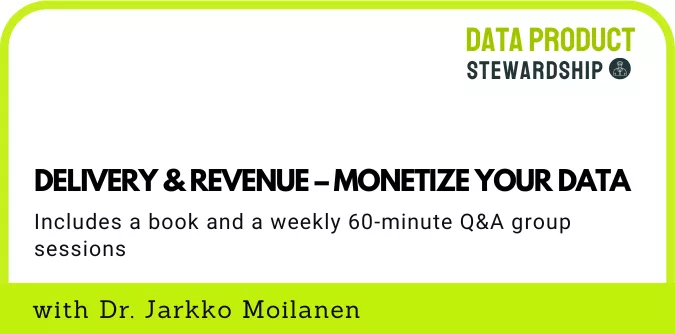 DATA PRODUCT
STEWARDSHIP
DELIVERY & REVENUE – MONETIZE YOUR DATA
Includes a book and a weekly 60-minute Q&A group
sessions
with Dr. Jarkko Moilanen